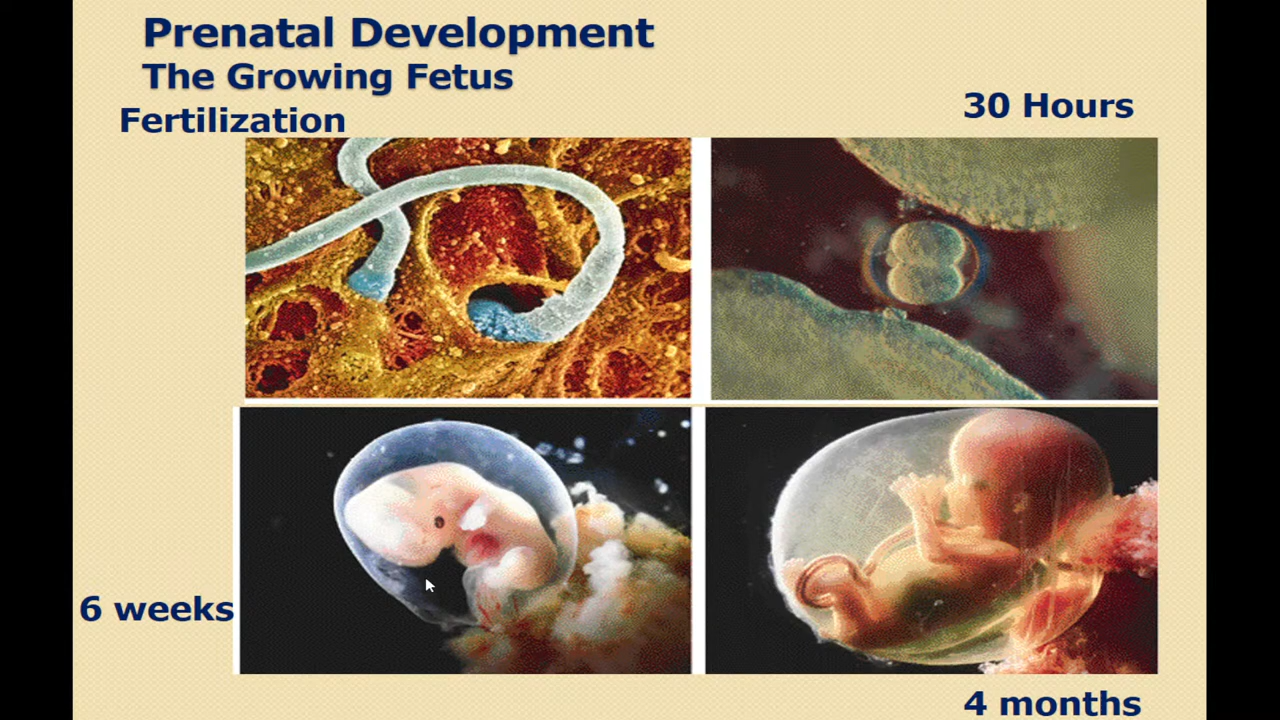 Prenatal Development
The Growing Fetus
Fertilization
30 Hours
6 weeks
4 months